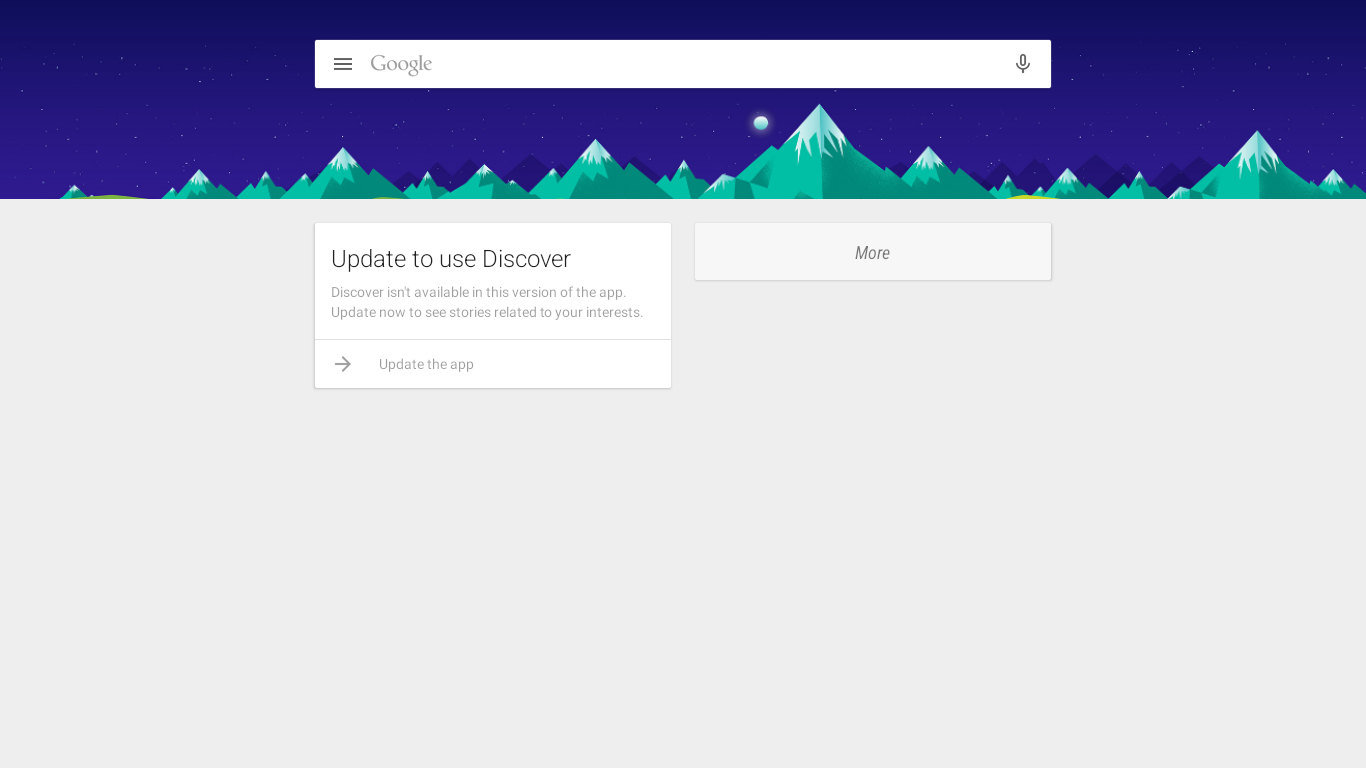 Google
Update to use Discover
Discover isn't available in this version of the app.
Update now to see stories related to your interests.
Update the app
More